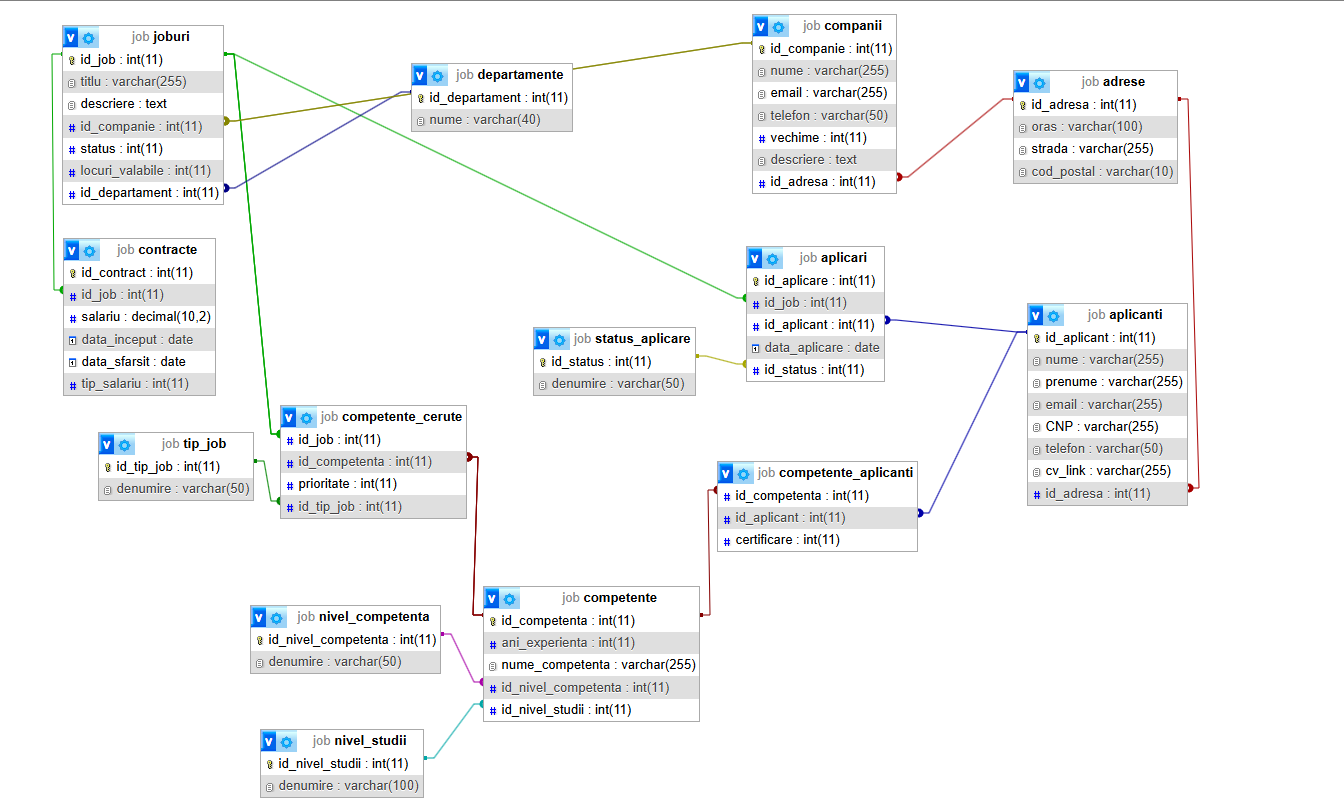 job joburi
id_job : int(11)
titlu : varchar(255)
descriere : text
id_companie : int(11)
status : int(11)
locuri_valabile : int(11)
id_departament : int(11)
job departamente
id_departament : int(11)
nume : varchar(40)
job companii
id_companie : int(11)
nume : varchar(255)
email : varchar(255)
telefon : varchar(50)
vechime : int(11)
descriere : text
id_adresa : int(11)
job adrese
id_adresa : int(11)
oras : varchar(100)
strada : varchar(255)
cod_postal : varchar(10)
job contracte
id_contract : int(11)
id_job : int(11)
salariu : decimal(10,2)
data_inceput : date
data_sfarsit : date
tip_salariu : int(11)
job aplicari
id_aplicare : int(11)
id_job : int(11)
id_aplicant : int(11)
data_aplicare : date
id_status : int(11)
job status_aplicare
id_status : int(11)
denumire : varchar(50)
job aplicanti
id_aplicant : int(11)
nume : varchar(255)
prenume : varchar(255)
email : varchar(255)
CNP : varchar(255)
telefon : varchar(50)
cv_link : varchar(255)
id_adresa : int(11)
job tip_job
id_tip_job : int(11)
denumire : varchar(50)
job competente_cerute
id_job : int(11)
id_competenta : int(11)
prioritate : int(11)
id_tip_job : int(11)
job competente_aplicanti
id_competenta : int(11)
id_aplicant : int(11)
certificare : int(11)
job nivel_competenta
id_nivel_competenta : int(11)
denumire : varchar(50)
job competente
id_competenta : int(11)
ani_experienta : int(11)
nume_competenta : varchar(255)
id_nivel_competenta : int(11)
id_nivel_studii : int(11)
job nivel_studii
id_nivel_studii : int(11)
denumire : varchar(100)